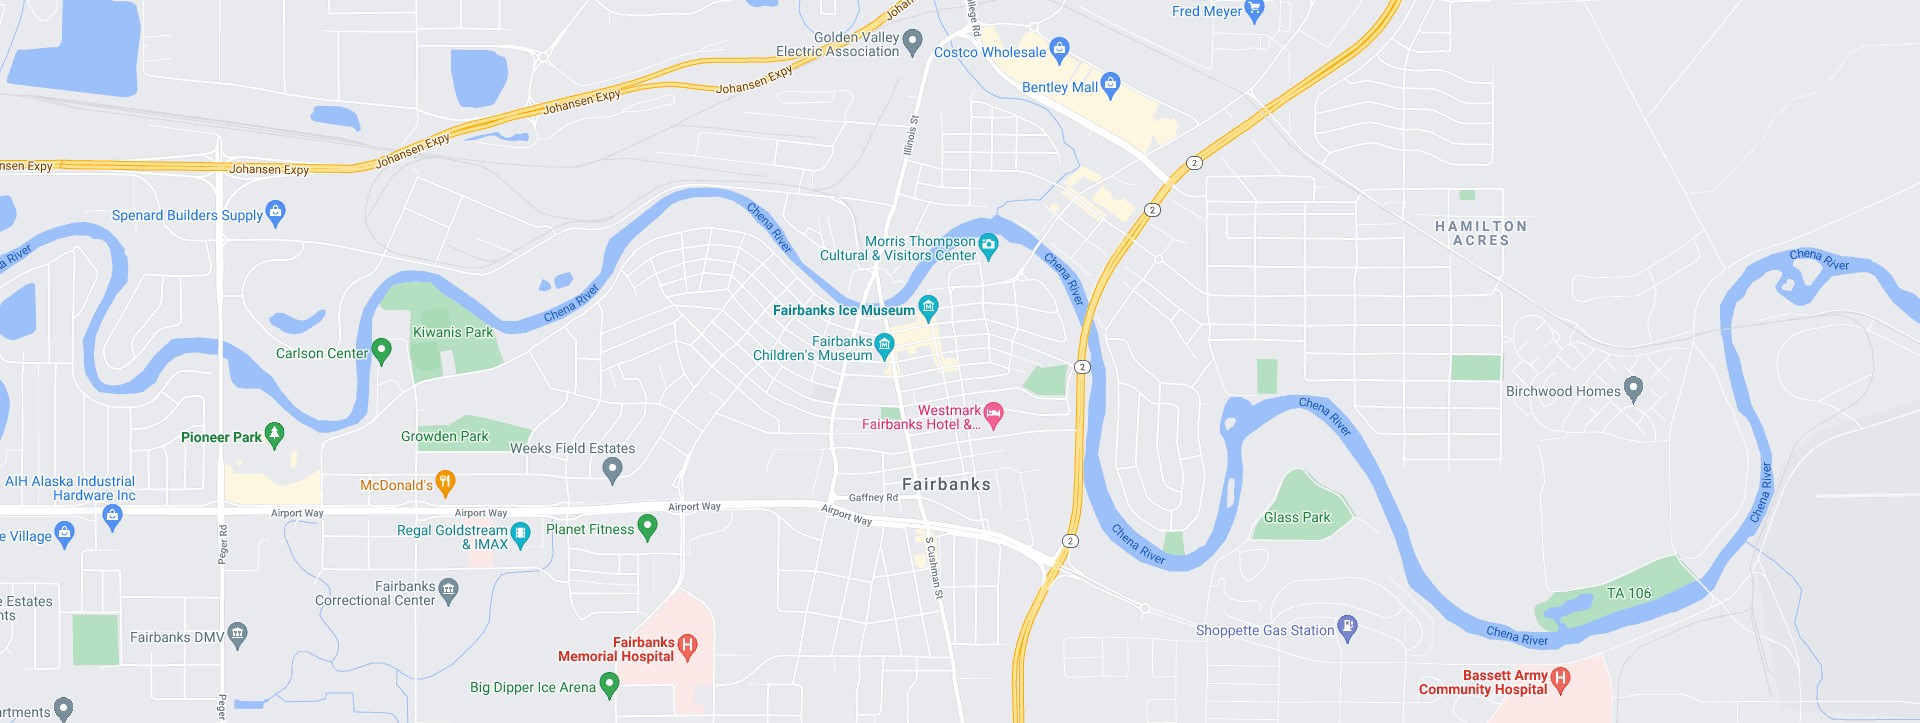 Fred Meyer
Golden Valley
Electric Association
College Rd
Costco Wholesale
Bentley Mall
Johansen Expy
Johansen Expy
Johansen Expy
Johansen Expy
nsen Expy
Johansen Expy
Illinois St
2
2
Spenard Builders Supply
Chena River
HAMILTON
ACRES
Morris Thompson
Cultural & Visitors Center
a River
Chena River
Chena River
Chena River
Fairbanks Ice Museum
Kiwanis Park
Fairbanks
Children's Museum
Carlson Center
2
Birchwood Homes
Westmark
Fairbanks Hotel &...
Chena River
Pioneer Park
Growden Park
Weeks Field Estates
AIH Alaska Industrial
Hardware Inc
McDonald's
Fairbanks
Gaffney Rd
Chena River
Airport Way
Airport Way
Airport Way
Airport Way
Glass Park
e Village
Peger Rd
Regal Goldstream
& IMAX
Planet Fitness
2
Chena River
S Cushman St
Fairbanks
Correctional Center
e Estates
nts
TA 106
Fairbanks DMV
Shoppette Gas Station
Chena River
Fairbanks
Memorial Hospital
H
Big Dipper Ice Arena
Bassett Army
Community Hospital
H
Peger
artments